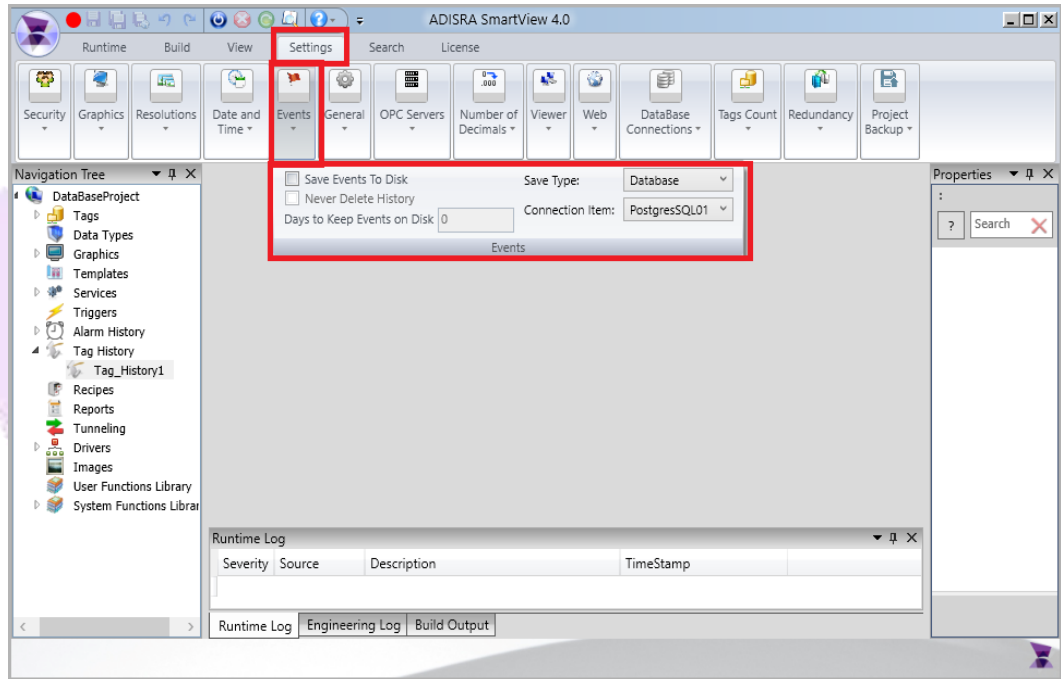 ADISRA SmartView 4.0
Runtime Build View Settings Search License
Security Graphics Resolutions Date and Time Events General OPC Servers Number of Decimals Viewer Web DataBase Connections Tags Count Redundancy Project Backup
Navigation Tree
DataBaseProject
Tags
Data Types
Graphics
Templates
Services
Triggers
Alarm History
Tag History
Tag_History1
Recipes
Reports
Tunneling
Drivers
Images
User Functions Library
System Functions Librar
Save Events To Disk Save Type: Database
Never Delete History
Days to Keep Events on Disk 0 Connection Item: PostgresSQL01
Events
Properties
:
? Search
Runtime Log
Severity Source Description TimeStamp
Runtime Log Engineering Log Build Output